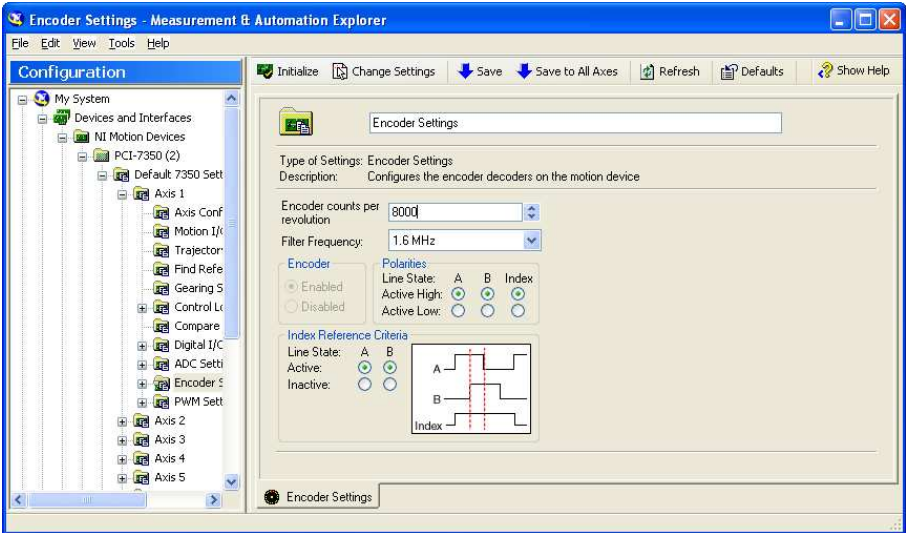 Encoder Settings - Measurement & Automation Explorer
File Edit View Tools Help
Configuration
Initialize Change Settings Save Save to All Axes Refresh Defaults Show Help
My System
Devices and Interfaces
NI Motion Devices
PCI-7350 (2)
Default 7350 Sett
Axis 1
Axis Conf
Motion I/O
Trajector
Find Refe
Gearing S
Control Lo
Compare
Digital I/O
ADC Setti
Encoder S
PWM Sett
Axis 2
Axis 3
Axis 4
Axis 5
Encoder Settings
Type of Settings: Encoder Settings
Description: Configures the encoder decoders on the motion device
Encoder counts per
revolution
8000
Filter Frequency: 1.6 MHz
Encoder
Enabled
Disabled
Polarities
Line State: A B Index
Active High:
Active Low:
Index Reference Criteria
Line State: A B
Active:
Inactive:
A
B
Index
Encoder Settings